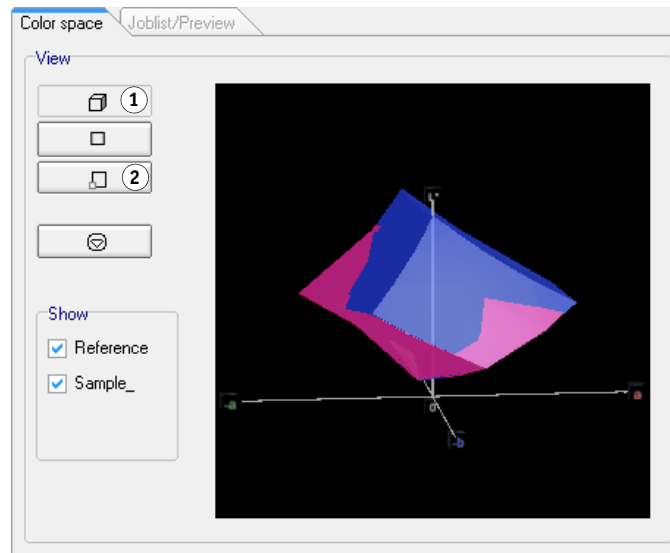 Color space
Joblist/Preview
View
1
2
Show
Reference
Sample_
L*
-a
a
0
-b